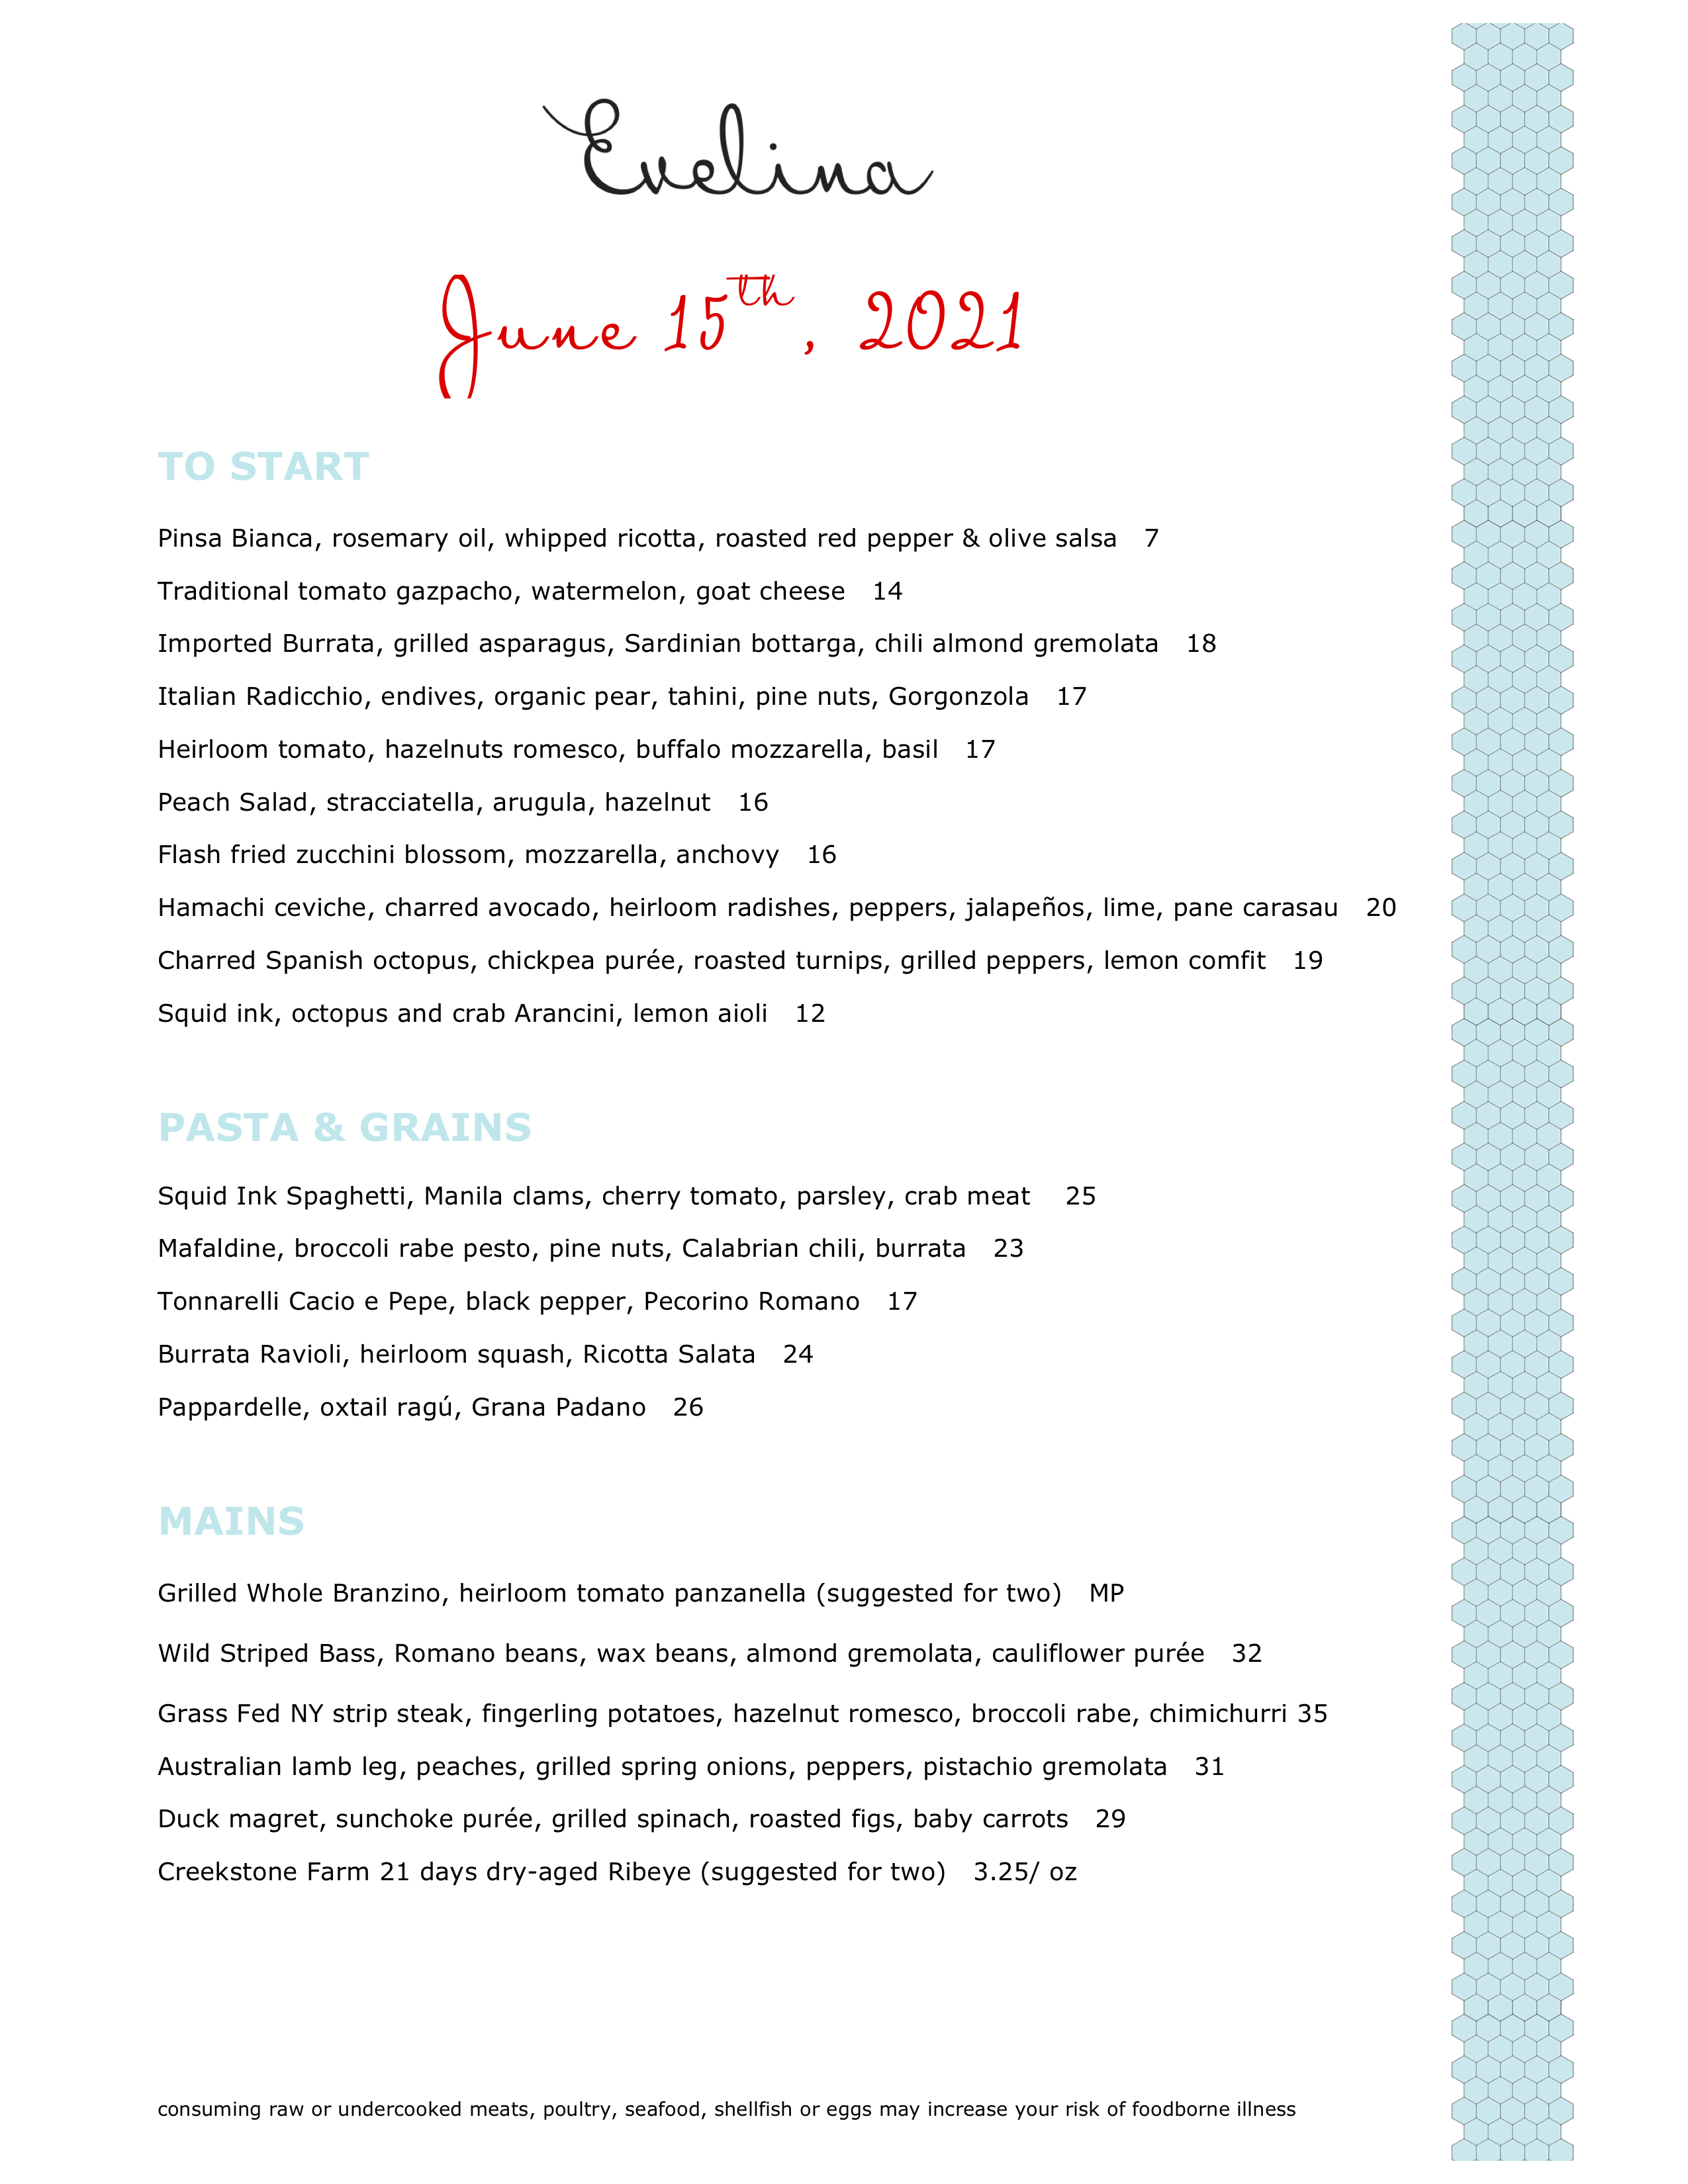 Evelina
June 15th, 2021
TO START
Pinsa Bianca, rosemary oil, whipped ricotta, roasted red pepper & olive salsa 7
Traditional tomato gazpacho, watermelon, goat cheese 14
Imported Burrata, grilled asparagus, Sardinian bottarga, chili almond gremolata 18
Italian Radicchio, endives, organic pear, tahini, pine nuts, Gorgonzola 17
Heirloom tomato, hazelnuts romesco, buffalo mozzarella, basil 17
Peach Salad, stracciatella, arugula, hazelnut 16
Flash fried zucchini blossom, mozzarella, anchovy 16
Hamachi ceviche, charred avocado, heirloom radishes, peppers, jalapeños, lime, pane carasau 20
Charred Spanish octopus, chickpea purée, roasted turnips, grilled peppers, lemon comfit 19
Squid ink, octopus and crab Arancini, lemon aioli 12
PASTA & GRAINS
Squid Ink Spaghetti, Manila clams, cherry tomato, parsley, crab meat 25
Mafaldine, broccoli rabe pesto, pine nuts, Calabrian chili, burrata 23
Tonnarelli Cacio e Pepe, black pepper, Pecorino Romano 17
Burrata Ravioli, heirloom squash, Ricotta Salata 24
Pappardelle, oxtail ragú, Grana Padano 26
MAINS
Grilled Whole Branzino, heirloom tomato panzanella (suggested for two) MP
Wild Striped Bass, Romano beans, wax beans, almond gremolata, cauliflower purée 32
Grass Fed NY strip steak, fingerling potatoes, hazelnut romesco, broccoli rabe, chimichurri 35
Australian lamb leg, peaches, grilled spring onions, peppers, pistachio gremolata 31
Duck magret, sunchoke purée, grilled spinach, roasted figs, baby carrots 29
Creekstone Farm 21 days dry-aged Ribeye (suggested for two) 3.25/ oz
consuming raw or undercooked meats, poultry, seafood, shellfish or eggs may increase your risk of foodborne illness